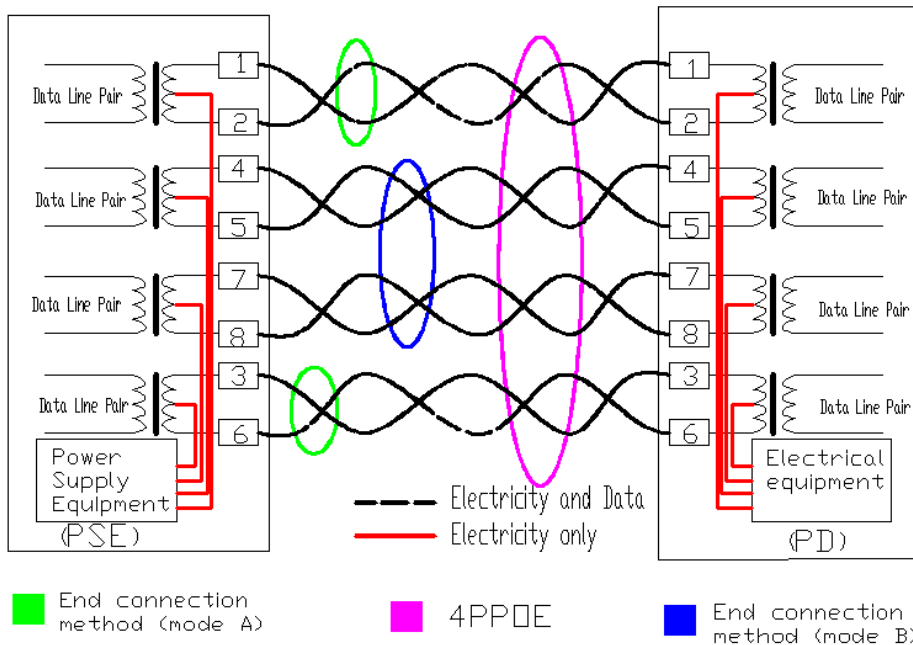 1
1
Data Line Pair
Data Line Pair
2
2
4
4
Data Line Pair
Data Line Pair
5
5
7
7
Data Line Pair
Data Line Pair
8
8
3
3
Data Line Pair
Data Line Pair
6
6
Power
Supply
Equipment
(PSE)
Electrical
equipment
(PD)
Electricity and Data
Electricity only
End connection
method (mode A)
4PPOE
End connection
method (mode B)